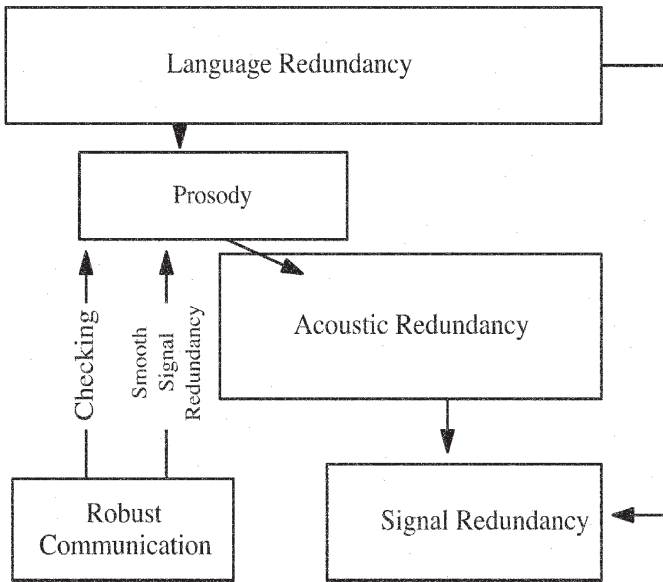 Language Redundancy
Prosody
Acoustic Redundancy
Checking
Smooth
Signal
Redundancy
Robust
Communication
Signal Redundancy